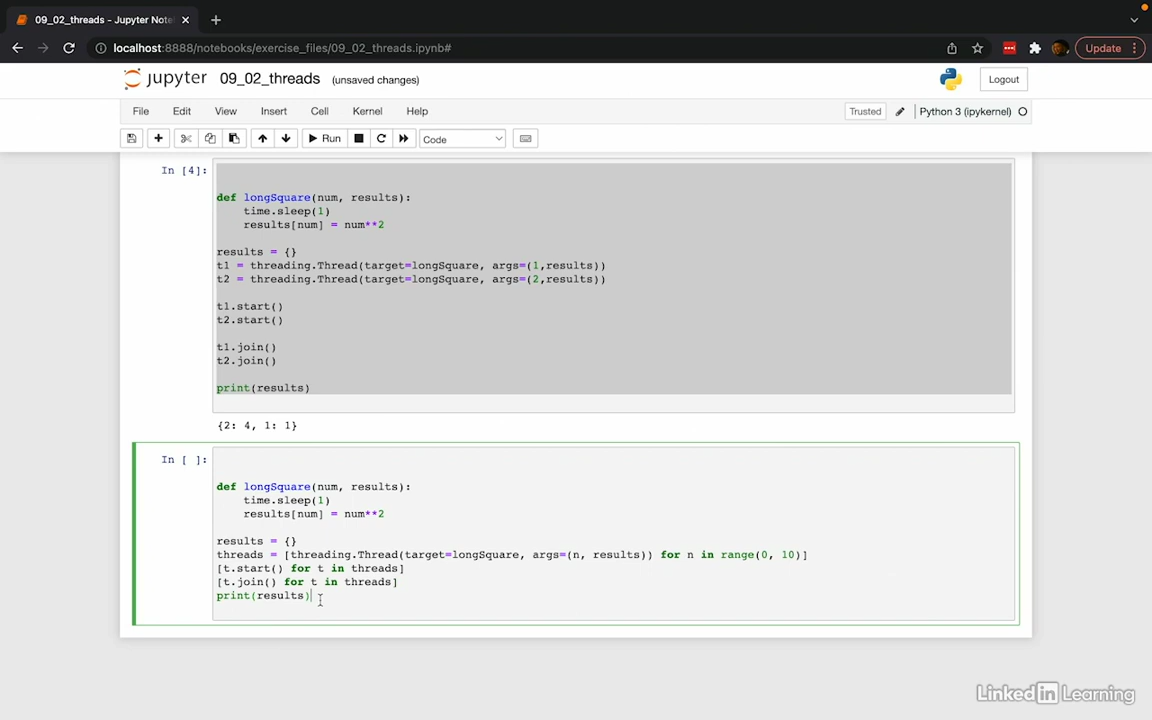 09_02_threads - Jupyter Note
localhost:8888/notebooks/exercise_files/09_02_threads.ipynb#
Update
jupyter 09_02_threads (unsaved changes)
Logout
File Edit View Insert Cell Kernel Help
Trusted Python 3 (ipykernel)
Run Code
In [4]:
def longSquare(num, results):
    time.sleep(1)
    results[num] = num**2
results = {}
t1 = threading.Thread(target=longSquare, args=(1,results))
t2 = threading.Thread(target=longSquare, args=(2,results))
t1.start()
t2.start()
t1.join()
t2.join()
print(results)
{2: 4, 1: 1}
In [ ]:
def longSquare(num, results):
    time.sleep(1)
    results[num] = num**2
results = {}
threads = [threading.Thread(target=longSquare, args=(n, results)) for n in range(0, 10)]
[t.start() for t in threads]
[t.join() for t in threads]
print(results)
LinkedIn Learning